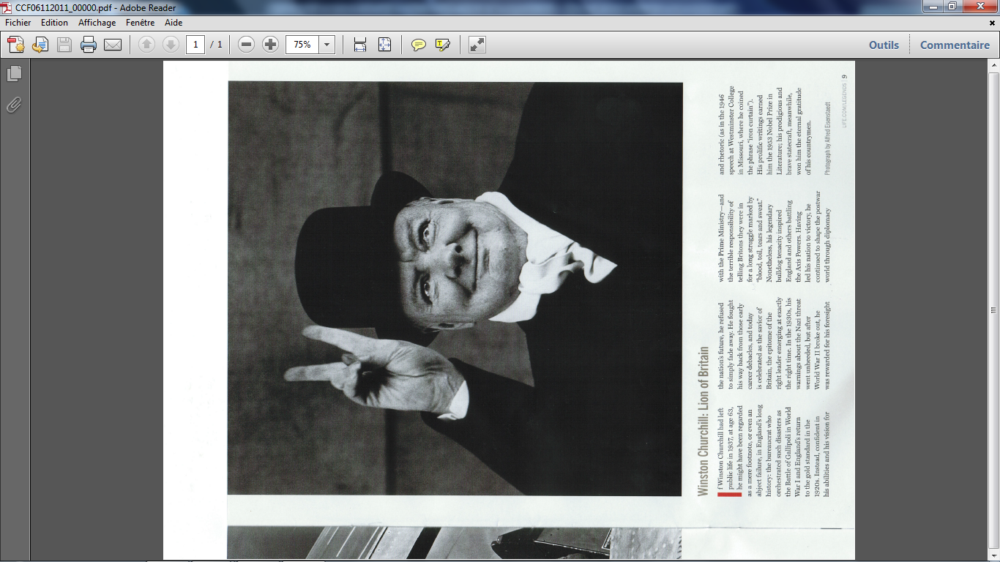 CCF06112011_00000.pdf - Adobe Reader
Fichier Edition Affichage Fenêtre Aide
1 / 1 75% Outils Commentaire
Winston Churchill: Lion of Britain
If Winston Churchill had left
public life in 1937, at age 63,
he might have been regarded
as a mere footnote, or even an
abject failure, in England's long
history: the bureaucrat who
orchestrated such disasters as
the Battle of Gallipoli in World
War I and England's return
to the gold standard in the
1920s. Instead, confident in
his abilities and his vision for
the nation's future, he refused
to simply fade away. He fought
his way back from those early
career debacles, and today
is celebrated as the savior of
Britain, the epitome of the
right leader emerging at exactly
the right time. In the 1930s, his
warnings about the Nazi threat
went unheeded, but after
World War II broke out, he
was rewarded for his foresight
with the Prime Ministry—and
the terrible responsibility of
telling Britons they were in
for a long struggle marked by
"blood, toil, tears and sweat."
Nonetheless, his legendary
bulldog tenacity inspired
England and others battling
the Axis Powers. Having
led his nation to victory, he
continued to shape the postwar
world through diplomacy
and rhetoric (as in the 1946
speech at Westminster College
in Missouri, where he coined
the phrase "iron curtain").
His prolific writings earned
him the 1953 Nobel Prize in
Literature; his prodigious and
brave statecraft, meanwhile,
won him the eternal gratitude
of his countrymen.
Photograph by Alfred Eisenstaedt
LIFE.COM/LEGENDS | 9